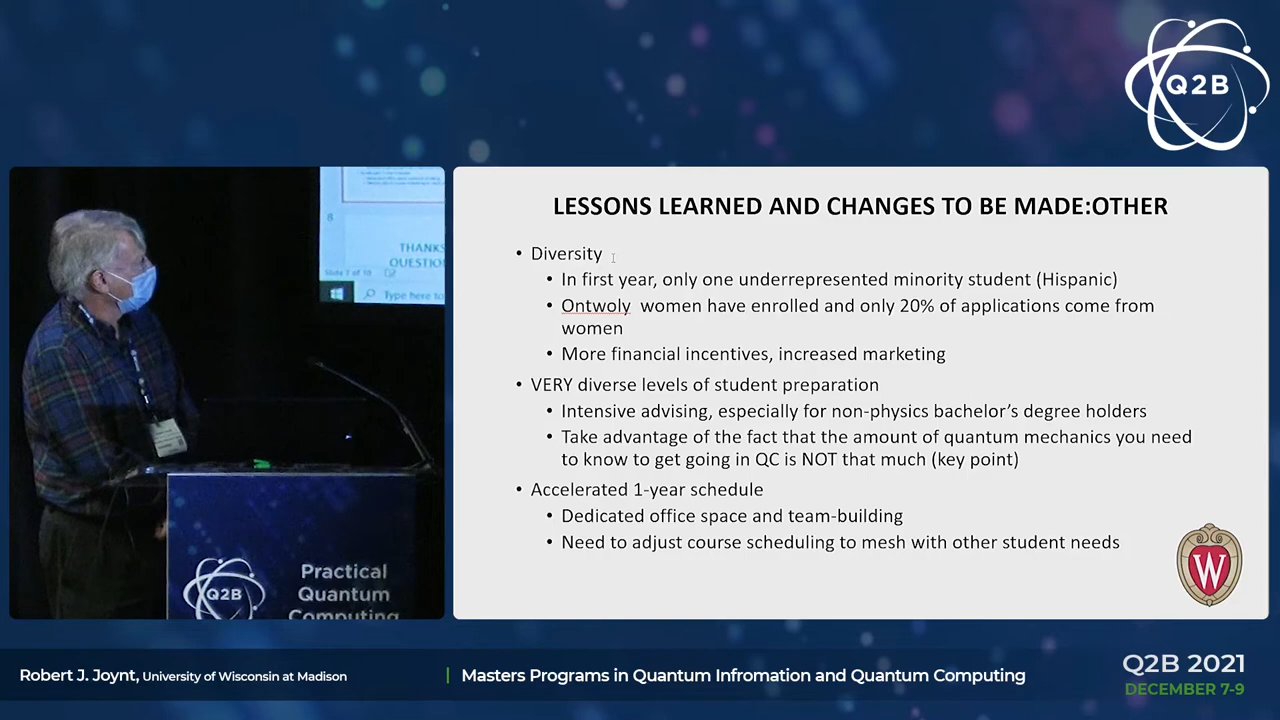 Q2B
8
THANKS
QUESTIO
Slide 7 of 10
Type here to
LESSONS LEARNED AND CHANGES TO BE MADE:OTHER
• Diversity
• In first year, only one underrepresented minority student (Hispanic)
• Ontwoly women have enrolled and only 20% of applications come from
women
• More financial incentives, increased marketing
• VERY diverse levels of student preparation
• Intensive advising, especially for non-physics bachelor's degree holders
• Take advantage of the fact that the amount of quantum mechanics you need
to know to get going in QC is NOT that much (key point)
• Accelerated 1-year schedule
• Dedicated office space and team-building
• Need to adjust course scheduling to mesh with other student needs
W
Q2B
Practical
Quantum
Computing
Robert J. Joynt, University of Wisconsin at Madison
Masters Programs in Quantum Infromation and Quantum Computing
Q2B 2021
DECEMBER 7-9